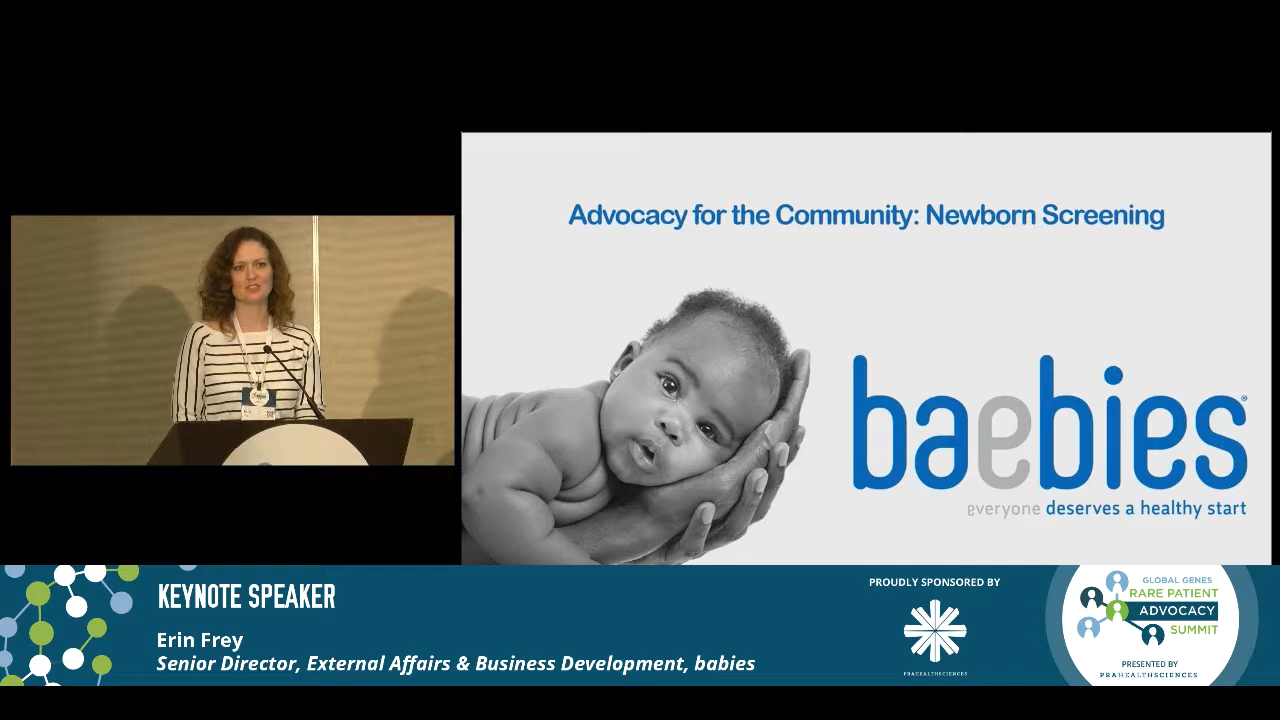 Advocacy for the Community: Newborn Screening
baebies®
everyone deserves a healthy start
KEYNOTE SPEAKER
Erin Frey
Senior Director, External Affairs & Business Development, babies
PROUDLY SPONSORED BY
PRAHEALTHSCIENCES
GLOBAL GENES
RARE PATIENT
ADVOCACY
SUMMIT
PRESENTED BY
PRAHEALTHSCIENCES